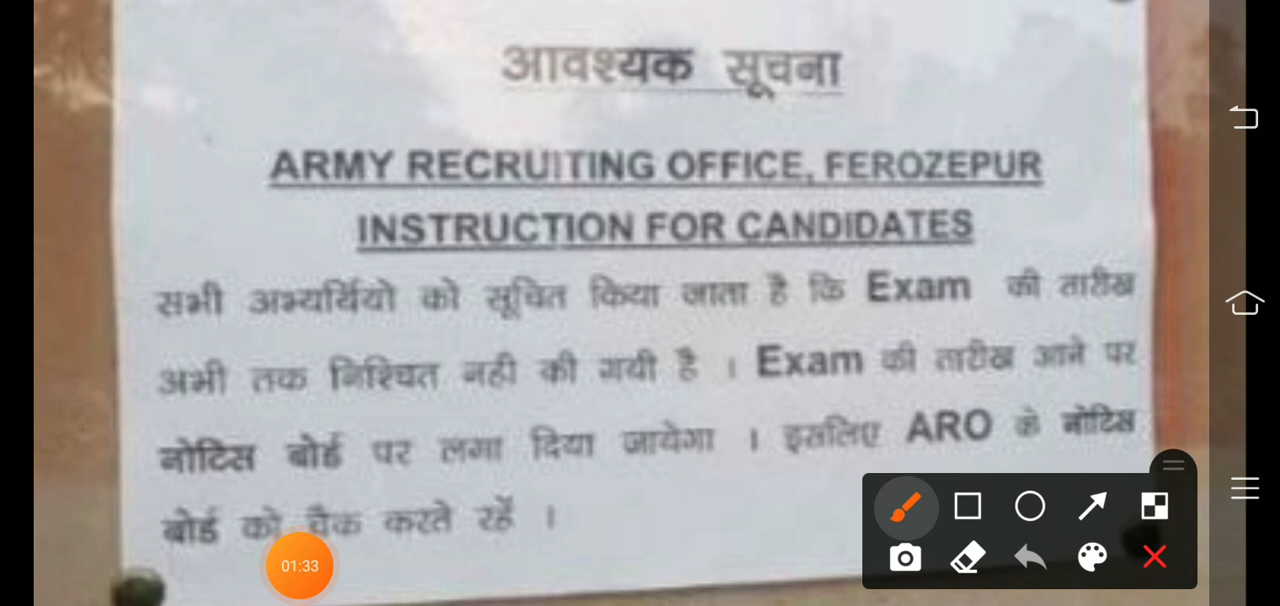 आवश्यक सूचना
ARMY RECRUITING OFFICE, FEROZEPUR
INSTRUCTION FOR CANDIDATES
सभी अभ्यर्थियो को सूचित किया जाता है कि Exam की तारीख
अभी तक निश्चित नही की गयी है । Exam की तारीख आने पर
नोटिस बोर्ड पर लगा दिया जायेगा । इसलिए ARO के नोटिस
बोर्ड को चैक करते रहें ।
01:33